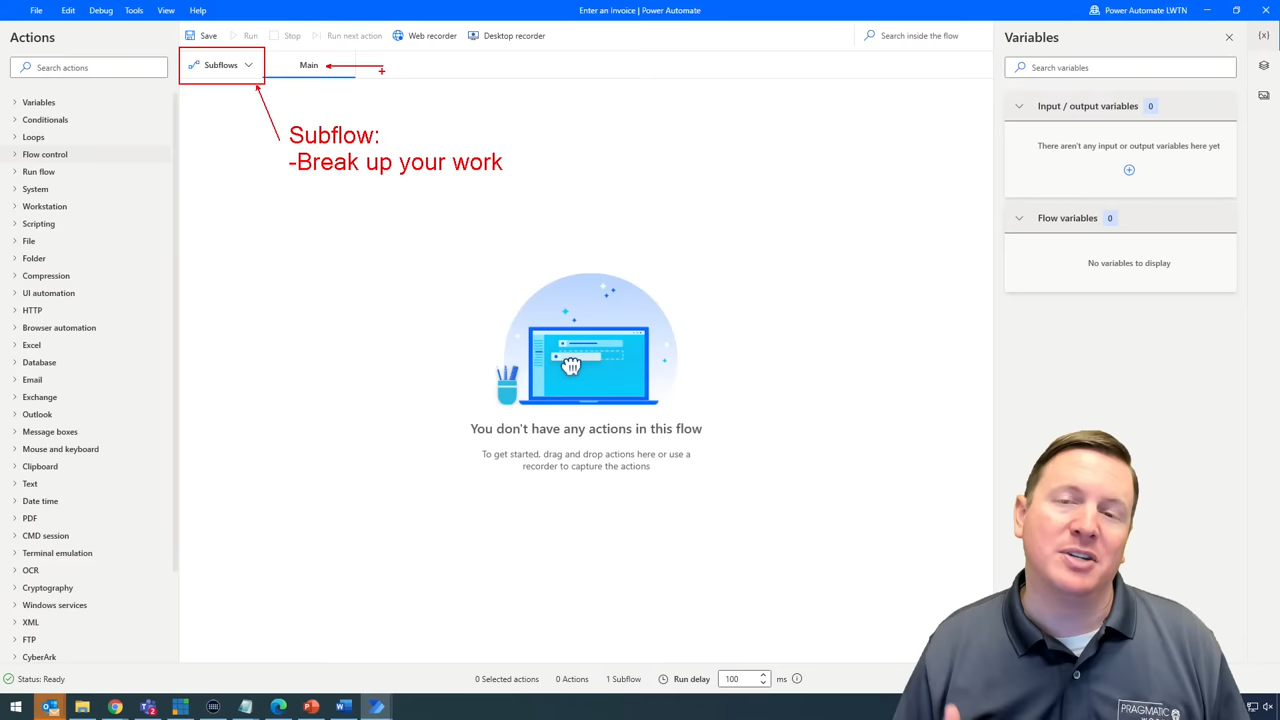 File Edit Debug Tools View Help
Enter an Invoice | Power Automate
Power Automate LWTN
Actions
Search actions
Variables
Conditionals
Loops
Flow control
Run flow
System
Workstation
Scripting
File
Folder
Compression
UI automation
HTTP
Browser automation
Excel
Database
Email
Exchange
Outlook
Message boxes
Mouse and keyboard
Clipboard
Text
Date time
PDF
CMD session
Terminal emulation
OCR
Cryptography
Windows services
XML
FTP
CyberArk
Save Run Stop Run next action Web recorder Desktop recorder
Search inside the flow
Subflows Main
Subflow:
-Break up your work
You don't have any actions in this flow
To get started, drag and drop actions here or use a
recorder to capture the actions
Variables
{x}
Search variables
Input / output variables 0
There aren't any input or output variables here yet
Flow variables 0
No variables to display
Status: Ready
0 Selected actions 0 Actions 1 Subflow Run delay 100 ms
PRAGMATIC